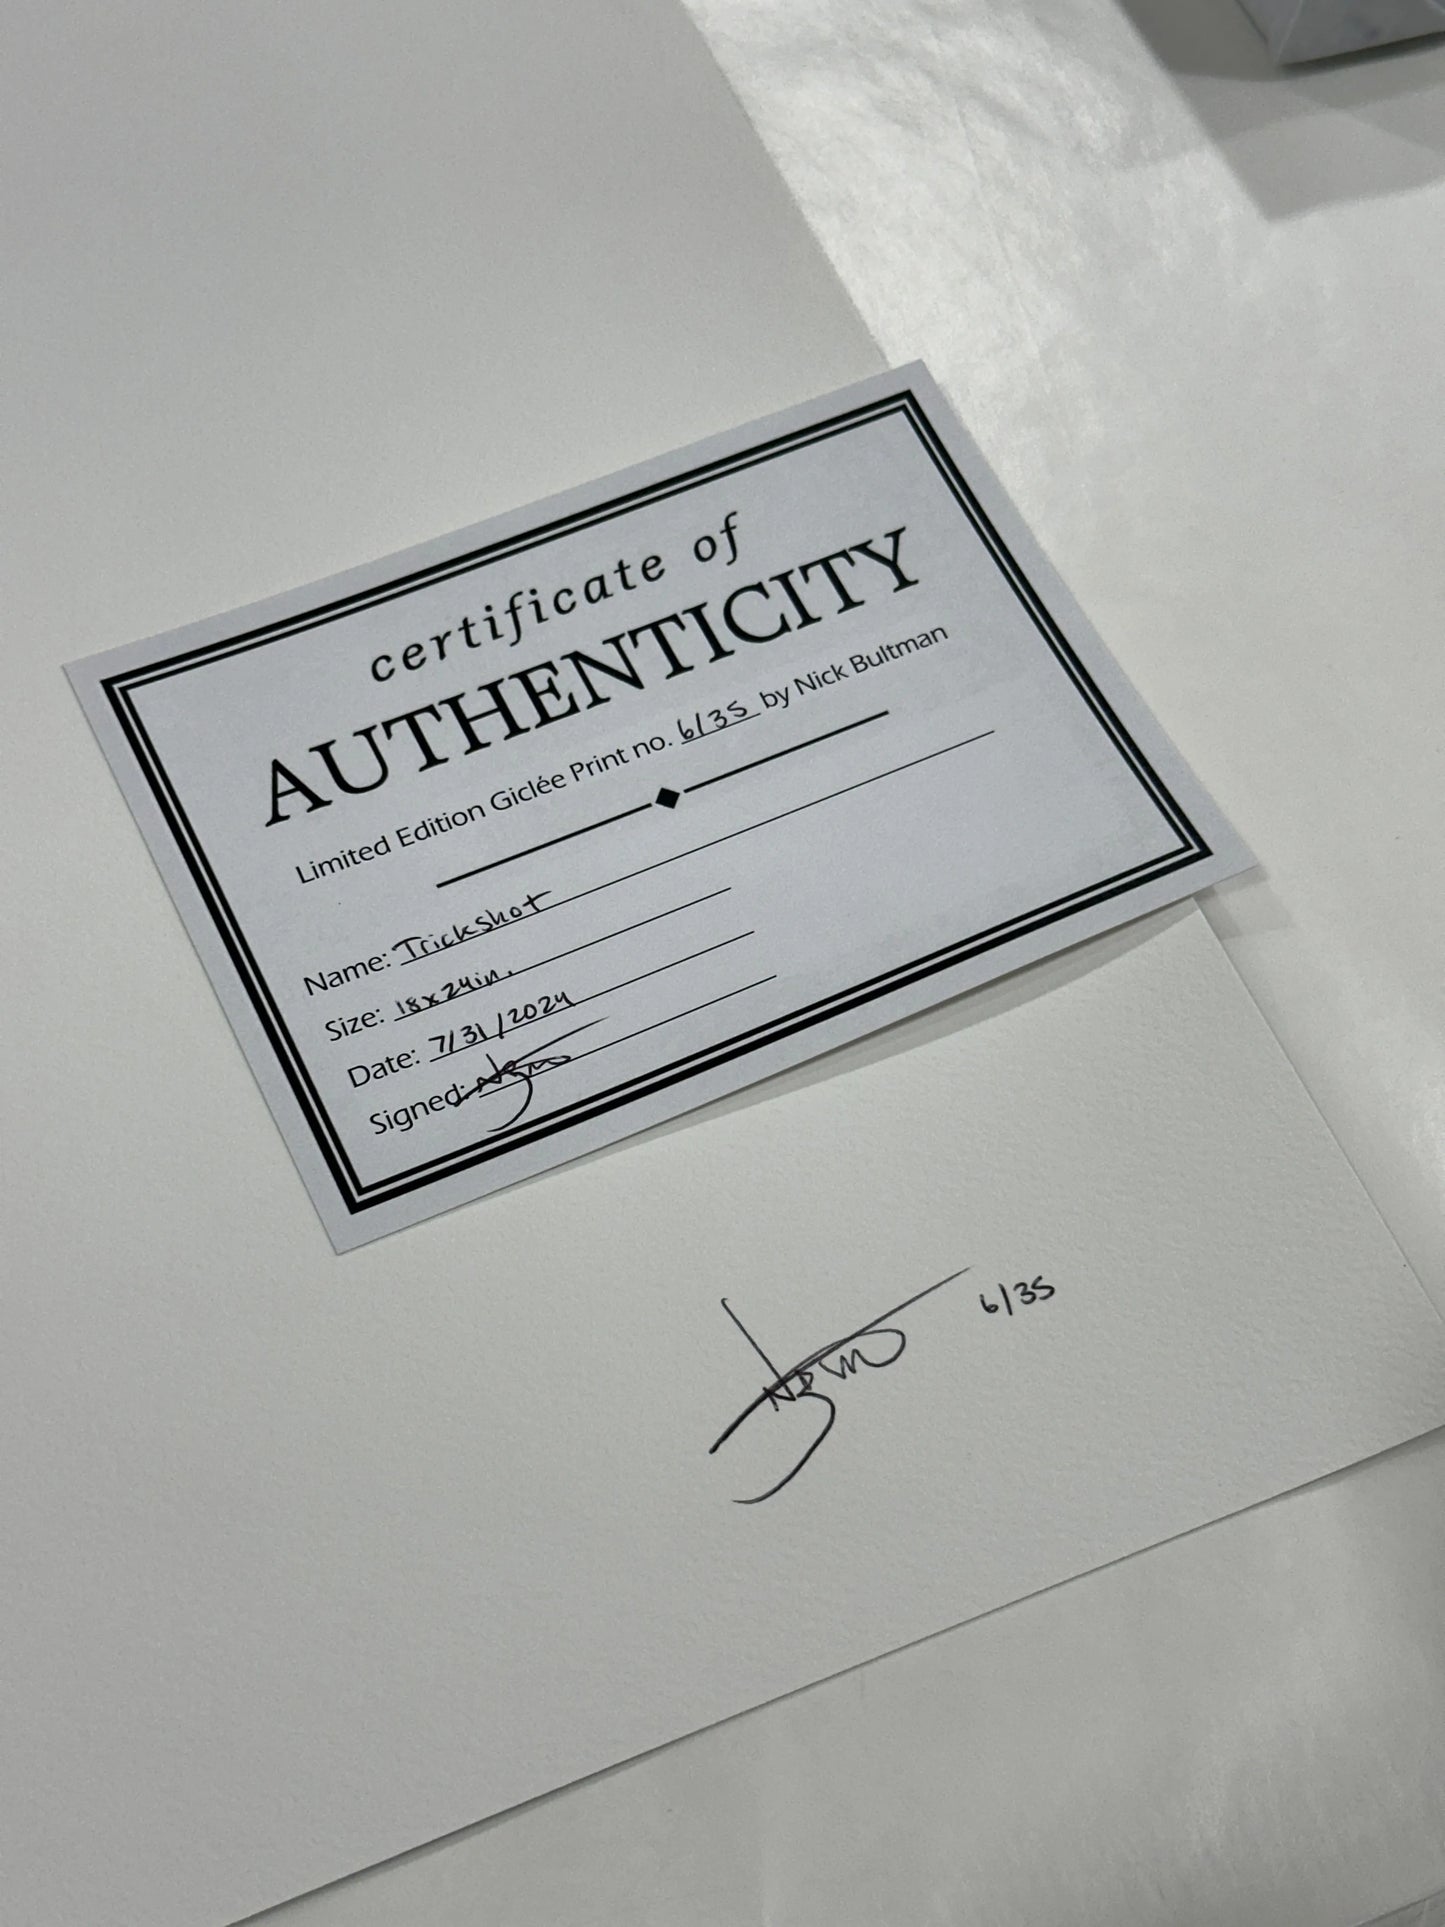 certificate of
AUTHENTICITY
Limited Edition Giclée Print no. 6/35 by Nick Bultman
Name: Trickshot
Size: 18x24in.
Date: 7/31/2024
Signed:
6/35